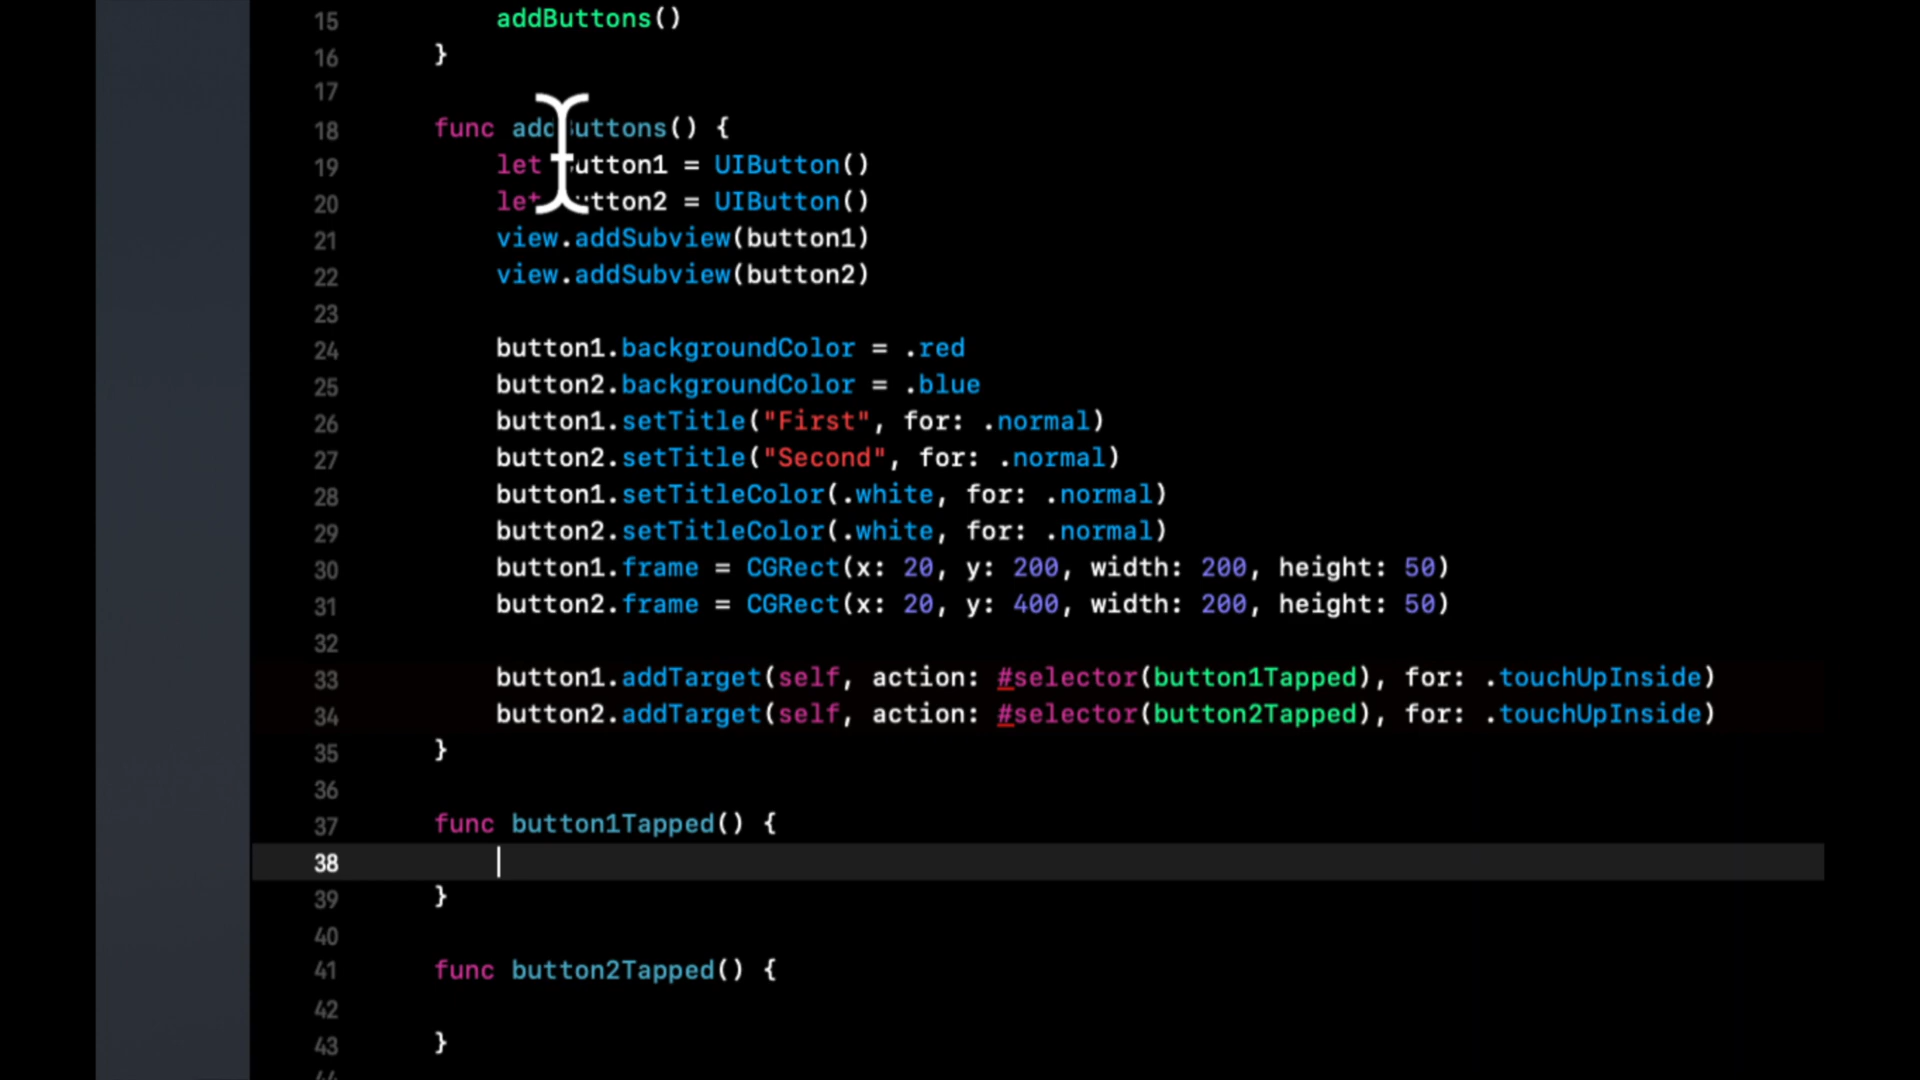 15 addButtons()
16 }
17
18 func addButtons() {
19 let button1 = UIButton()
20 let button2 = UIButton()
21 view.addSubview(button1)
22 view.addSubview(button2)
23
24 button1.backgroundColor = .red
25 button2.backgroundColor = .blue
26 button1.setTitle("First", for: .normal)
27 button2.setTitle("Second", for: .normal)
28 button1.setTitleColor(.white, for: .normal)
29 button2.setTitleColor(.white, for: .normal)
30 button1.frame = CGRect(x: 20, y: 200, width: 200, height: 50)
31 button2.frame = CGRect(x: 20, y: 400, width: 200, height: 50)
32
33 button1.addTarget(self, action: #selector(button1Tapped), for: .touchUpInside)
34 button2.addTarget(self, action: #selector(button2Tapped), for: .touchUpInside)
35 }
36
37 func button1Tapped() {
38
39 }
40
41 func button2Tapped() {
42
43 }